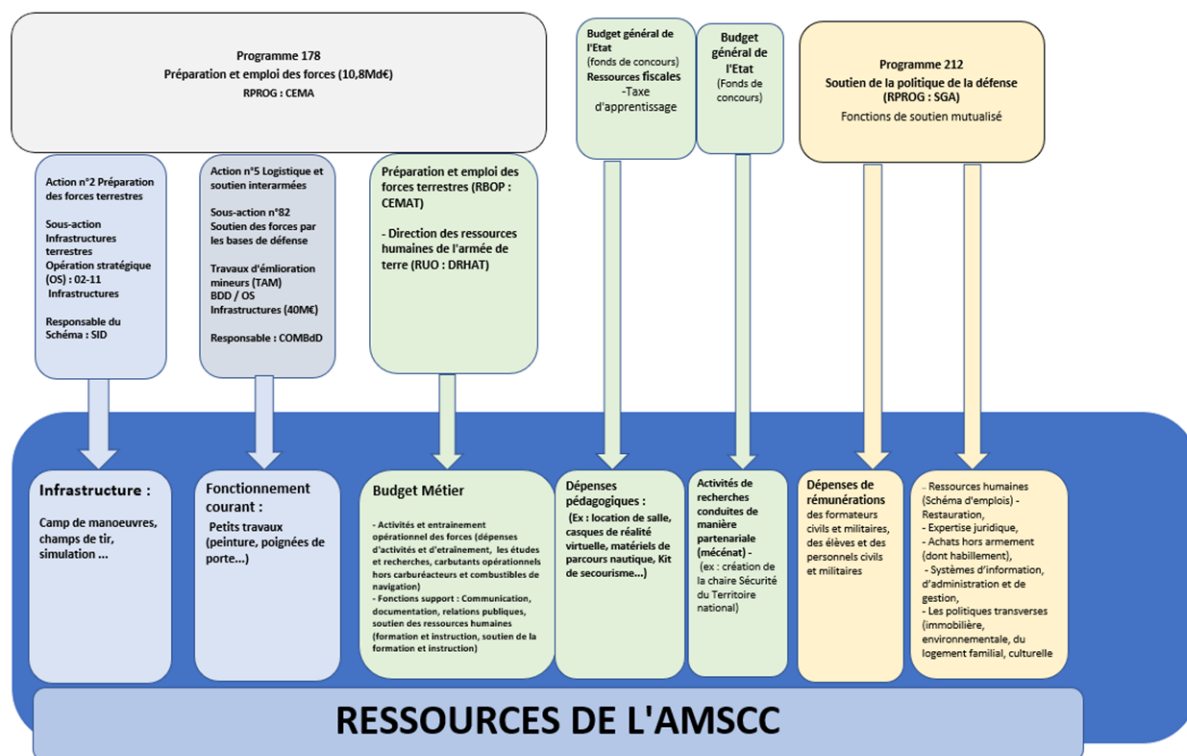 Programme 178
Préparation et emploi des forces (10,8Md€)
RPROG : CEMA
Budget général de
l'Etat
(fonds de concours)
Ressources fiscales
-Taxe
d'apprentissage
Budget
général de
l'Etat
(Fonds de
concours)
Programme 212
Soutien de la politique de la défense
(RPROG : SGA)
Fonctions de soutien mutualisé
Action n°2 Préparation
des forces terrestres
Sous-action
Infrastructures
terrestres
Opération stratégique
(OS) : 02-11
Infrastructures
Responsable du
Schéma : SID
Action n°5 Logistique et
soutien interarmées
Sous-action n°82
Soutien des forces par
les bases de défense
Travaux d'émlioration
mineurs (TAM)
BDD / OS
Infrastructures (40M€)
Responsable : COMBdD
Préparation et emploi des
forces terrestres (RBOP :
CEMAT)
- Direction des ressources
humaines de l'armée de
terre (RUO : DRHAT)
Infrastructure :
Camp de manoeuvres,
champs de tir,
simulation ...
Fonctionnement
courant :
Petits travaux
(peinture, poignées de
porte...)
Budget Métier
- Activités et entrainement
opérationnel des forces (dépenses
d'activités et d'etraînement, les études
et recherches, carbutants opérationnels
hors carburéacteurs et combustibles de
navigation)
- Fonctions support : Communication,
documentation, relations publiques,
soutien des ressources humaines
(formation et instruction, soutien de la
formation et instruction)
Dépenses
pédagogiques :
(Ex : location de salle,
casques de réalité
virtuelle, matériels de
parcours nautique, Kit
de secourisme...)
Activités de
recherches
conduites de
manière
partenariale
(mécénat) -
(ex : création de
la chaire Sécurité
du Territoire
national)
Dépenses de
rémunérations
des formateurs
civils et militaires,
des élèves et des
personnels civils
et militaires
- Ressources humaines
(Schéma d'emplois) -
Restauration,
- Expertise juridique,
- Achats hors armement
(dont habillement),
- Systèmes d'information,
d'administration et de
gestion,
- Les politiques transverses
(immobilière,
environnementale, du
logement familial, culturelle
RESSOURCES DE L'AMSCC